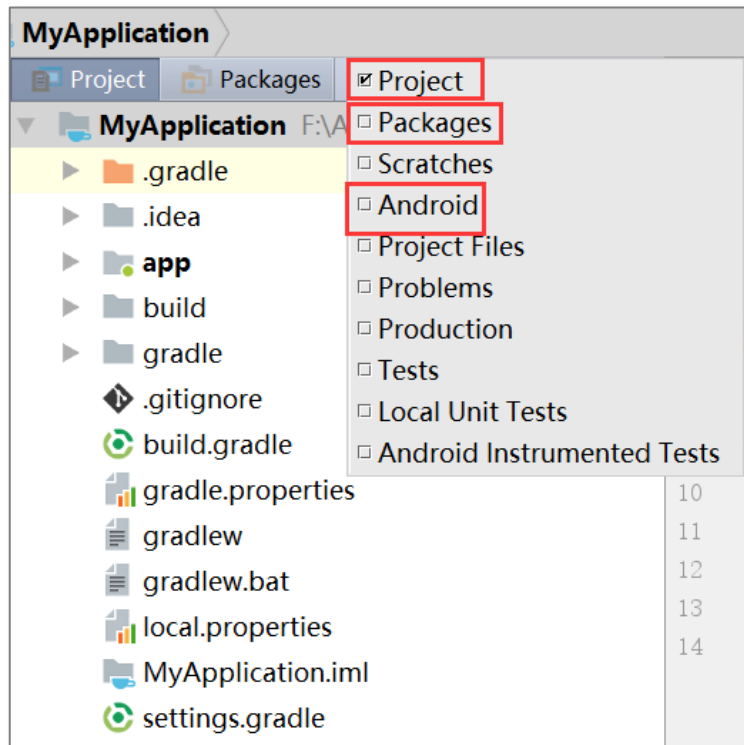 MyApplication
Project Packages
MyApplication F:\A
.gradle
.idea
app
build
gradle
.gitignore
build.gradle
gradle.properties
gradlew
gradlew.bat
local.properties
MyApplication.iml
settings.gradle
Project
Packages
Scratches
Android
Project Files
Problems
Production
Tests
Local Unit Tests
Android Instrumented Tests
10
11
12
13
14